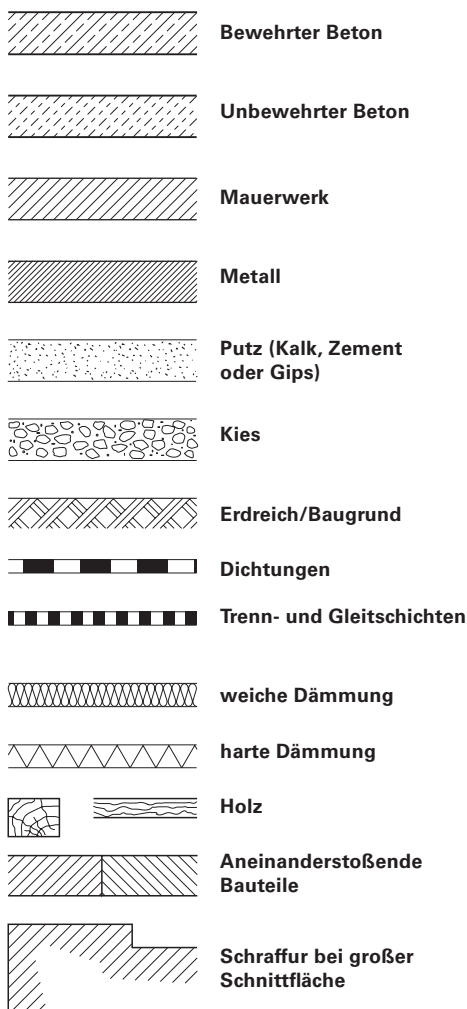 Bewehrter Beton
Unbewehrter Beton
Mauerwerk
Metall
Putz (Kalk, Zement
oder Gips)
Kies
Erdreich/Baugrund
Dichtungen
Trenn- und Gleitschichten
weiche Dämmung
harte Dämmung
Holz
Aneinanderstoßende
Bauteile
Schraffur bei großer
Schnittfläche